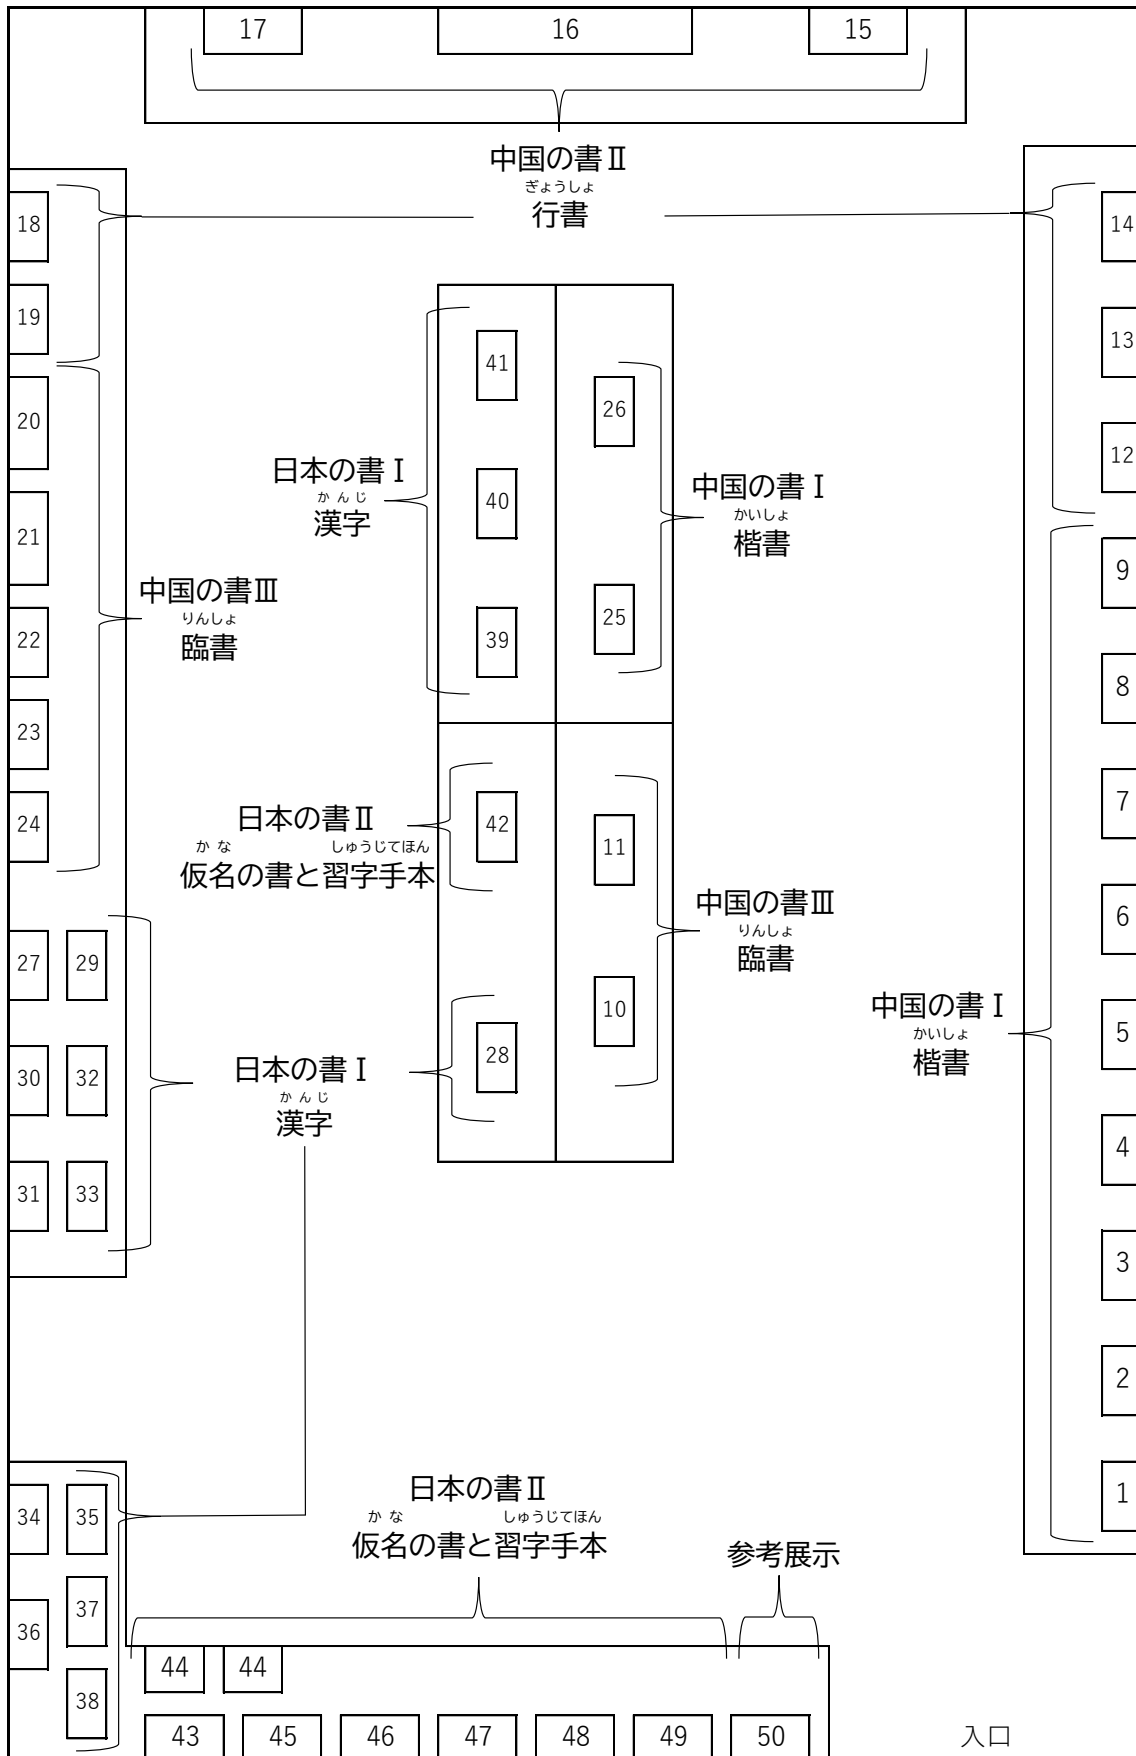 17 16 15
中国の書Ⅱ
ぎょうしょ
行書
18
19
20
21
22
23
24
14
13
12
9
8
7
6
5
4
3
2
1
41
40
39
26
25
日本の書Ⅰ
かんじ
漢字
中国の書Ⅰ
かいしょ
楷書
中国の書Ⅲ
りんしょ
臨書
日本の書Ⅱ
かな しゅうじてほん
仮名の書と習字手本
42
28
11
10
中国の書Ⅲ
りんしょ
臨書
中国の書Ⅰ
かいしょ
楷書
27 29
30 32
31 33
日本の書Ⅰ
かんじ
漢字
34 35
36 37
38
日本の書Ⅱ
かな しゅうじてほん
仮名の書と習字手本
参考展示
44 44
43 45 46 47 48 49 50
入口